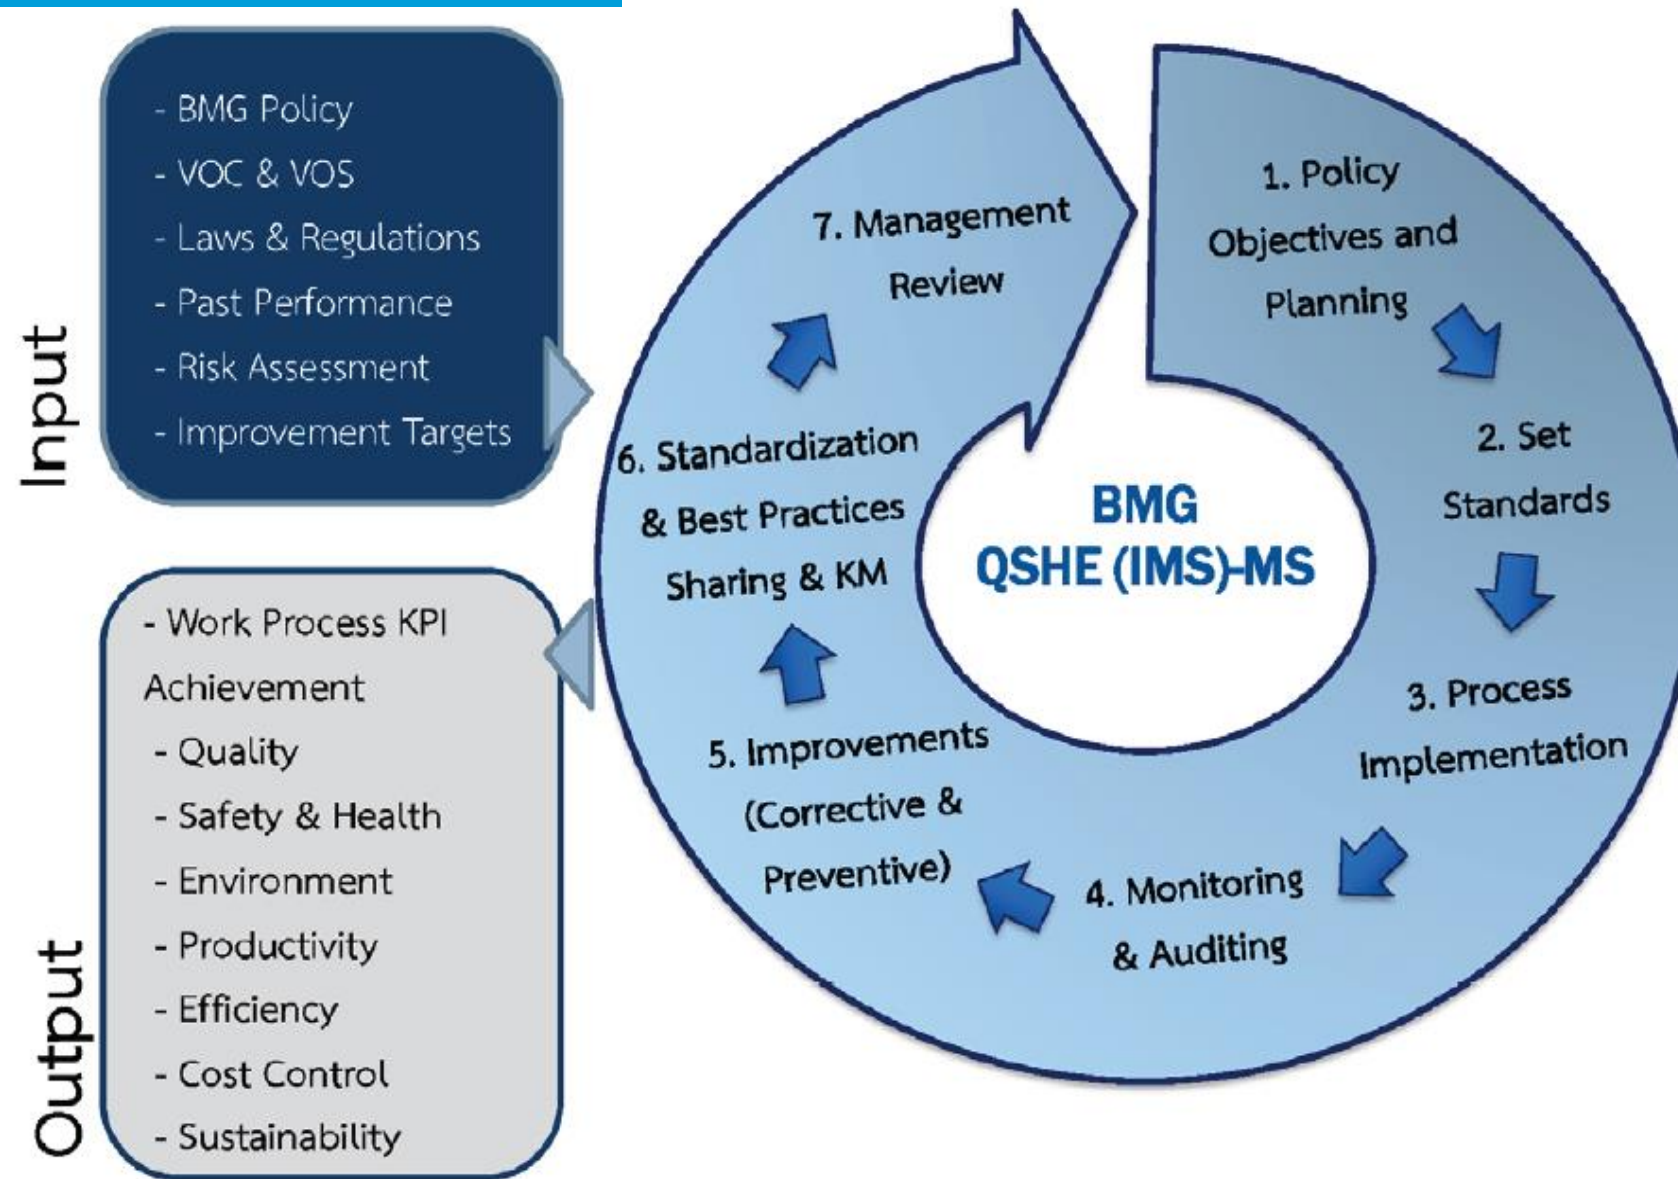 Input
- BMG Policy
- VOC & VOS
- Laws & Regulations
- Past Performance
- Risk Assessment
- Improvement Targets
Output
- Work Process KPI
Achievement
- Quality
- Safety & Health
- Environment
- Productivity
- Efficiency
- Cost Control
- Sustainability
BMG
QSHE (IMS)-MS
1. Policy
Objectives and
Planning
2. Set
Standards
3. Process
Implementation
4. Monitoring
& Auditing
5. Improvements
(Corrective &
Preventive)
6. Standardization
& Best Practices
Sharing & KM
7. Management
Review